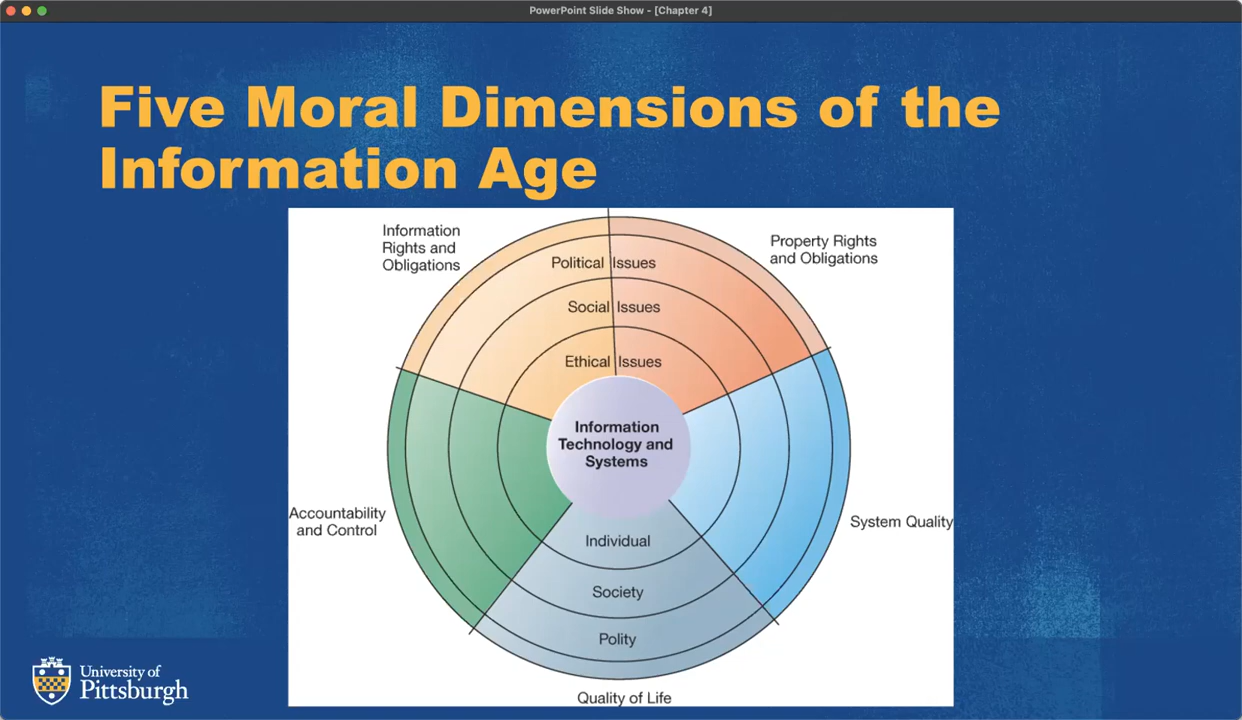 PowerPoint Slide Show - [Chapter 4]
Five Moral Dimensions of the
Information Age
Information
Rights and
Obligations
Property Rights
and Obligations
Political Issues
Social Issues
Ethical Issues
Information
Technology and
Systems
Accountability
and Control
System Quality
Individual
Society
Polity
Quality of Life
University of
Pittsburgh